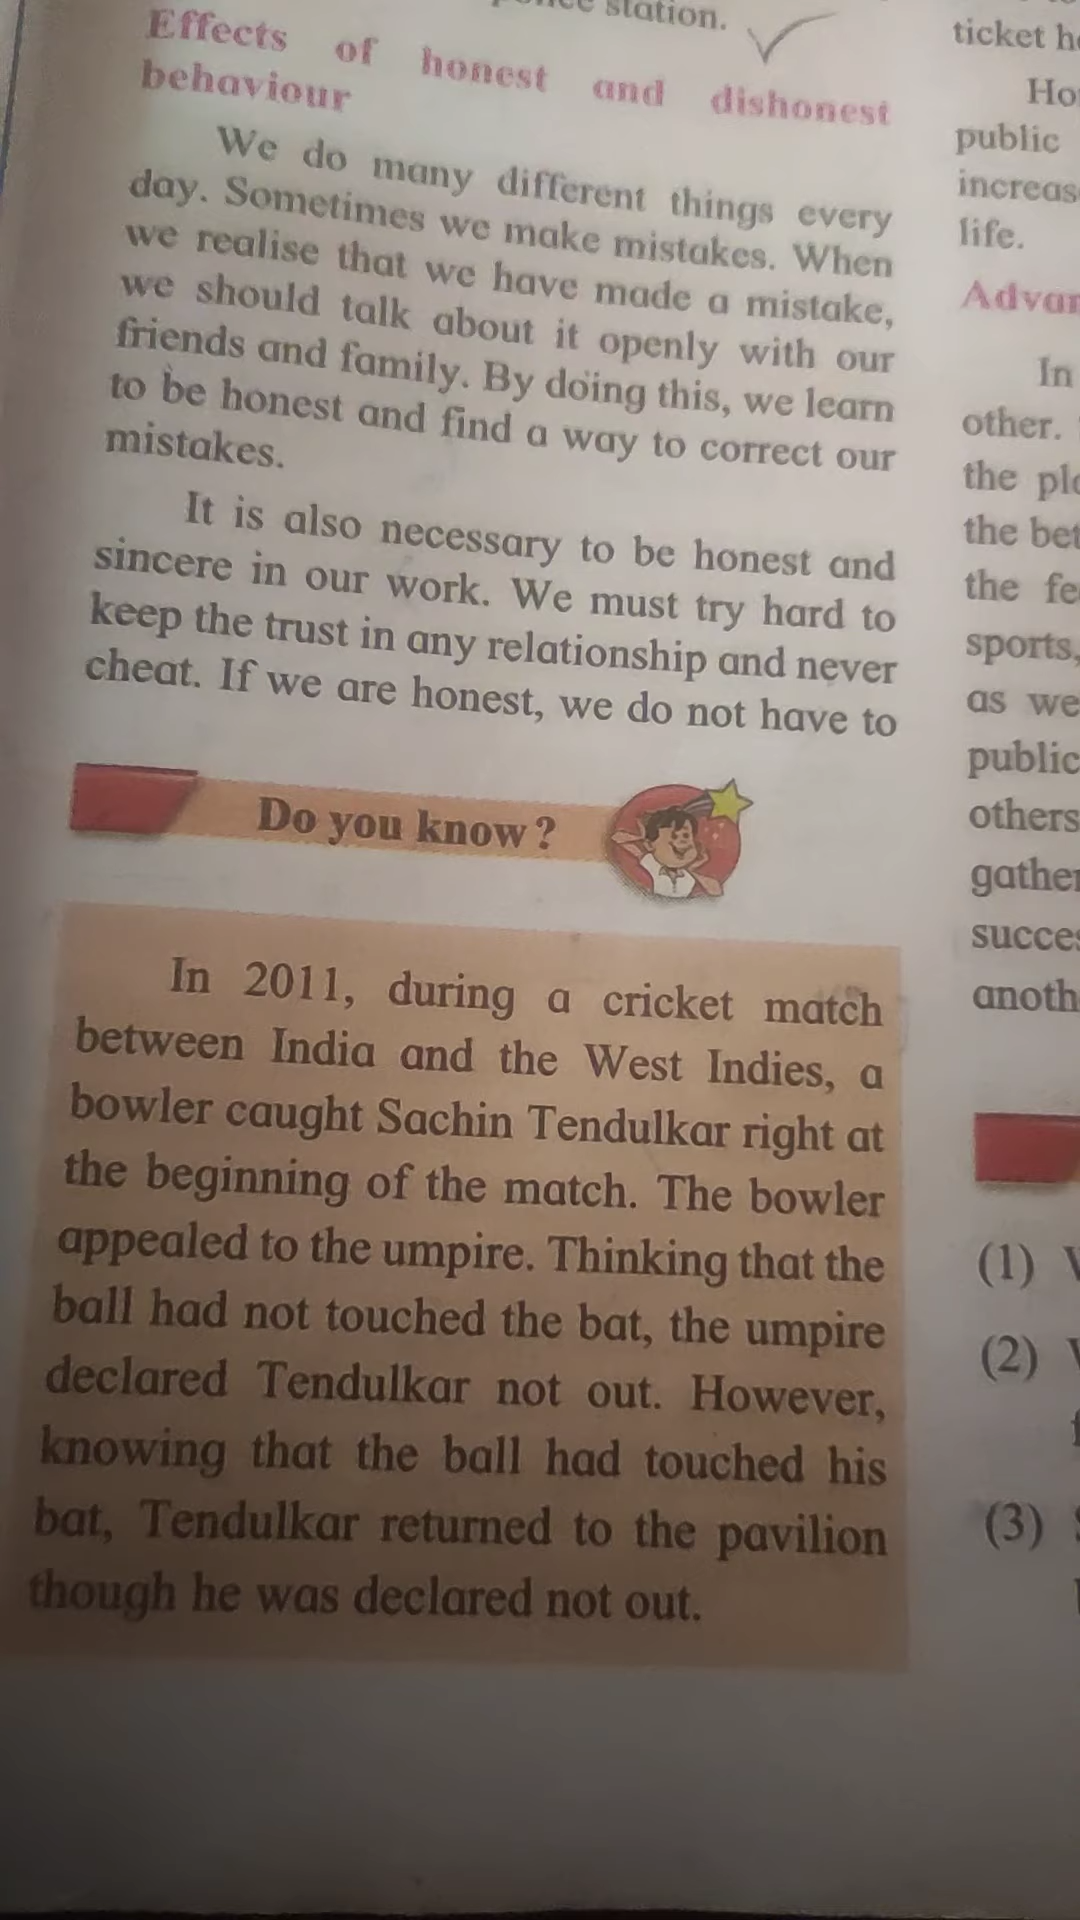 station.
Effects of honest and dishonest
behaviour
We do many different things every
day. Sometimes we make mistakes. When
we realise that we have made a mistake,
we should talk about it openly with our
friends and family. By doing this, we learn
to be honest and find a way to correct our
mistakes.
It is also necessary to be honest and
sincere in our work. We must try hard to
keep the trust in any relationship and never
cheat. If we are honest, we do not have to
Do you know?
In 2011, during a cricket match
between India and the West Indies, a
bowler caught Sachin Tendulkar right at
the beginning of the match. The bowler
appealed to the umpire. Thinking that the
ball had not touched the bat, the umpire
declared Tendulkar not out. However,
knowing that the ball had touched his
bat, Tendulkar returned to the pavilion
though he was declared not out.
ticket
public
life.
In
other.
the
the
the
sports,
as we
public
others
(1)
(2)
(3)